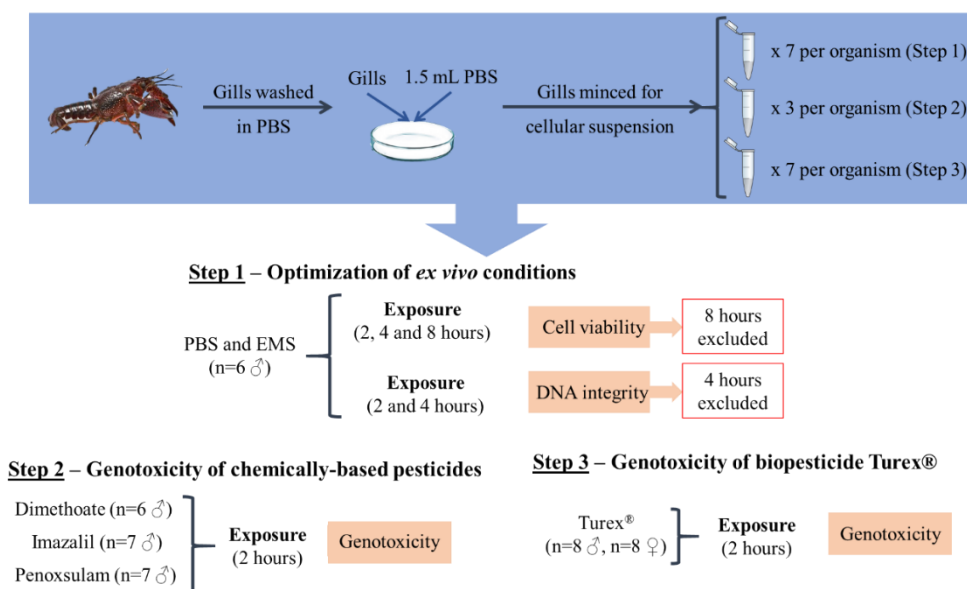 Gills washed
in PBS
Gills 1.5 mL PBS
Gills minced for
cellular suspension
x 7 per organism (Step 1)
x 3 per organism (Step 2)
x 7 per organism (Step 3)
Step 1 – Optimization of ex vivo conditions
PBS and EMS
(n=6 ♂)
Exposure
(2, 4 and 8 hours)
Cell viability
8 hours
excluded
Exposure
(2 and 4 hours)
DNA integrity
4 hours
excluded
Step 2 – Genotoxicity of chemically-based pesticides
Dimethoate (n=6 ♂)
Imazalil (n=7 ♂)
Penoxsulam (n=7 ♂)
Exposure
(2 hours)
Genotoxicity
Step 3 – Genotoxicity of biopesticide Turex®
Turex®
(n=8 ♂, n=8 ♀)
Exposure
(2 hours)
Genotoxicity